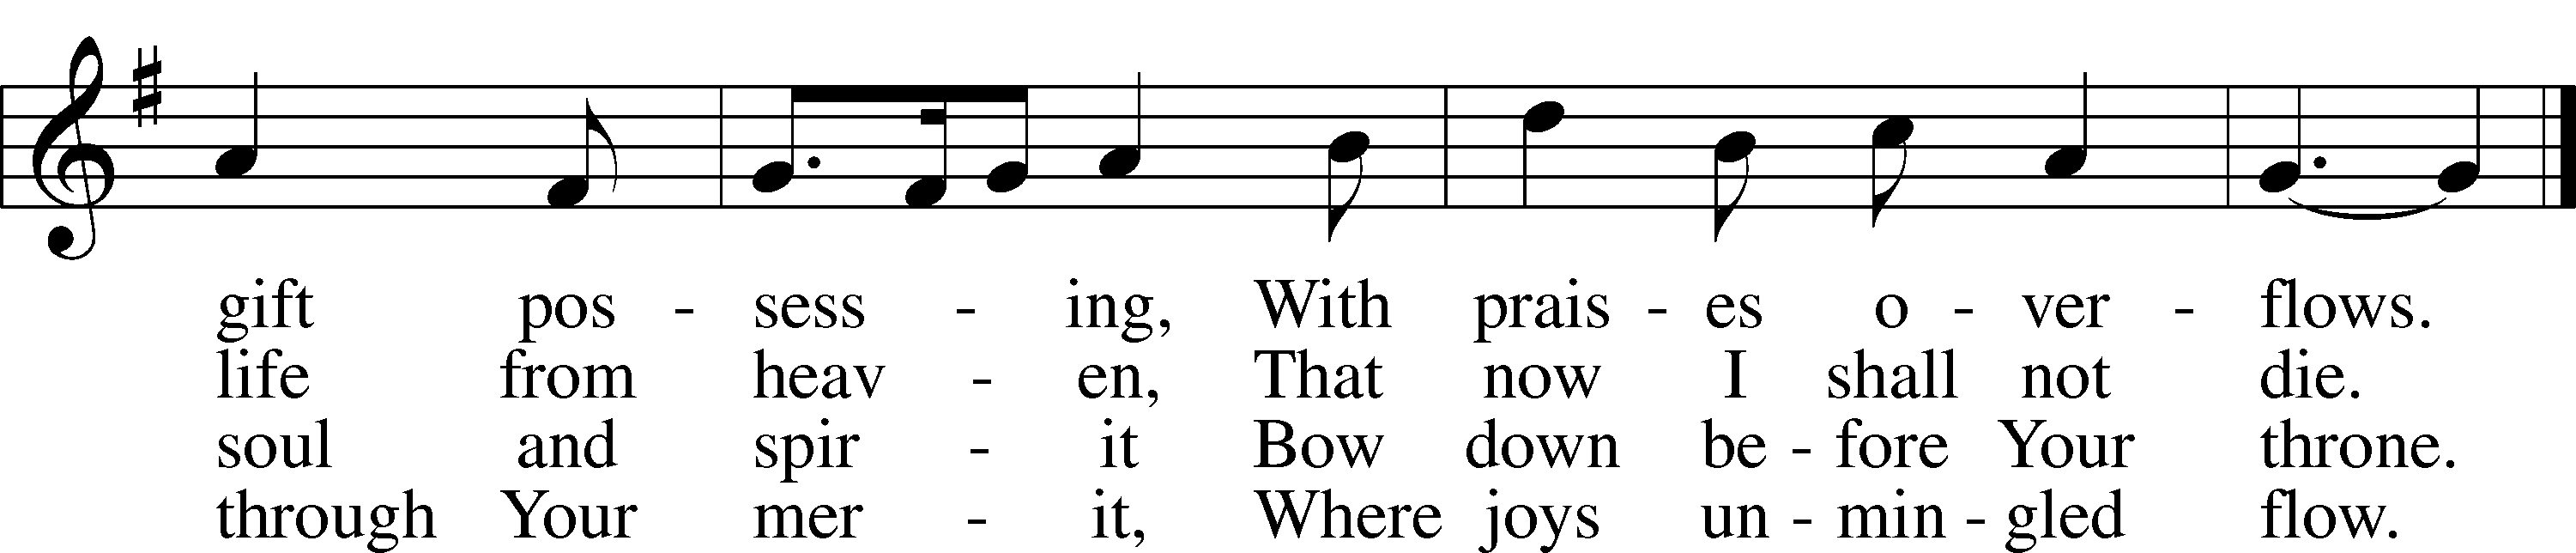 gift pos - sess - ing, With prais - es o - ver - flows.
life from heav - en, That now I shall not die.
soul and spir - it Bow down be - fore Your throne.
through Your mer - it, Where joys un - min - gled flow.